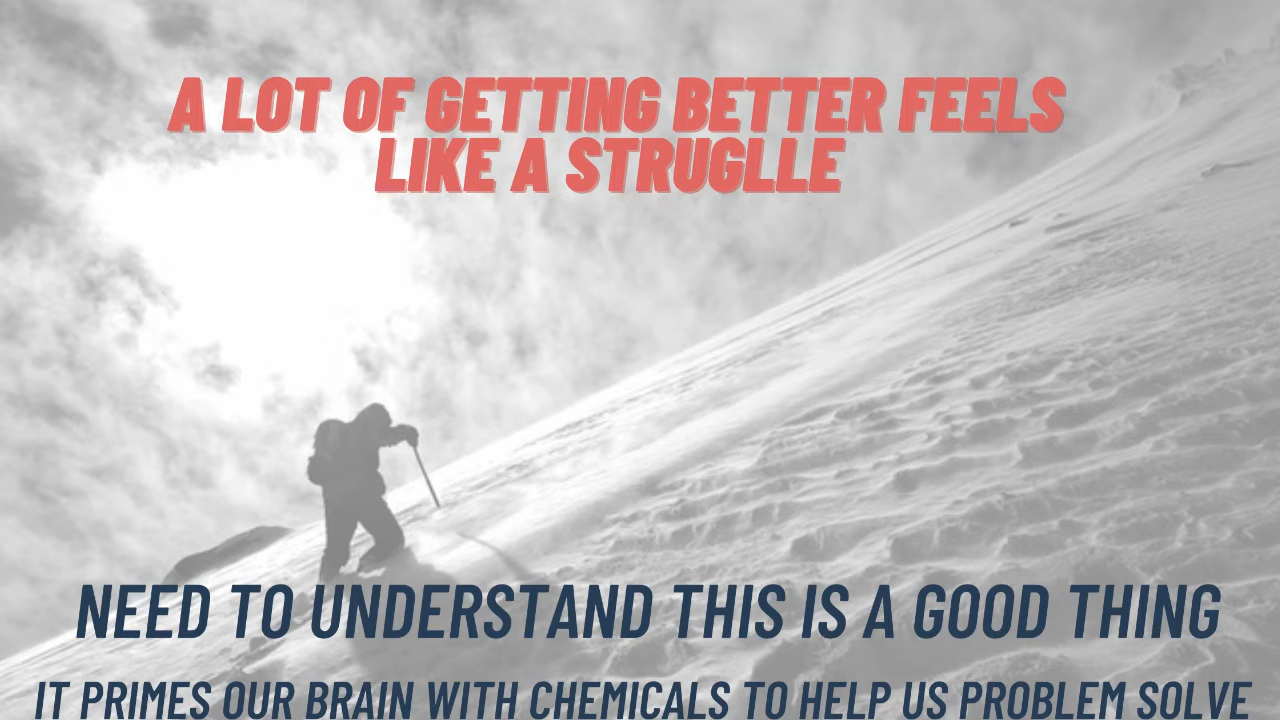 A LOT OF GETTING BETTER FEELS
LIKE A STRUGLLE
NEED TO UNDERSTAND THIS IS A GOOD THING
IT PRIMES OUR BRAIN WITH CHEMICALS TO HELP US PROBLEM SOLVE